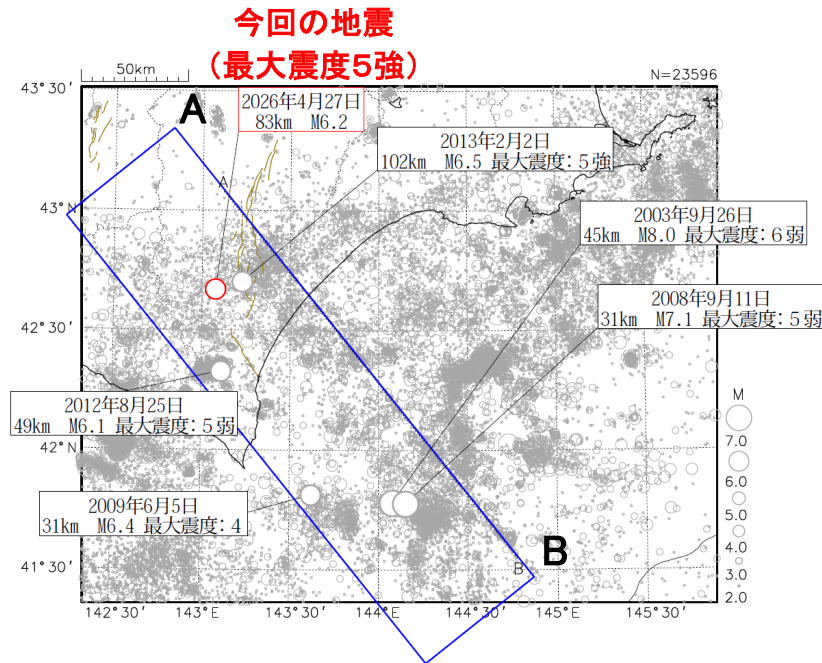 今回の地震
（最大震度５強）
50km
N=23596
43°30′
A
2026年4月27日
83km M6.2
2013年2月2日
102km M6.5 最大震度：５強
A
43°N
2003年9月26日
45km M8.0 最大震度：６弱
2008年9月11日
31km M7.1 最大震度：５弱
42°30′
2012年8月25日
49km M6.1 最大震度：５弱
M
7.0
42°N
6.0
2009年6月5日
31km M6.4 最大震度：4
5.0
4.0
B
B
41°30′
3.0
2.0
142°30′ 143°E 143°30′ 144°E 144°30′ 145°E 145°30′